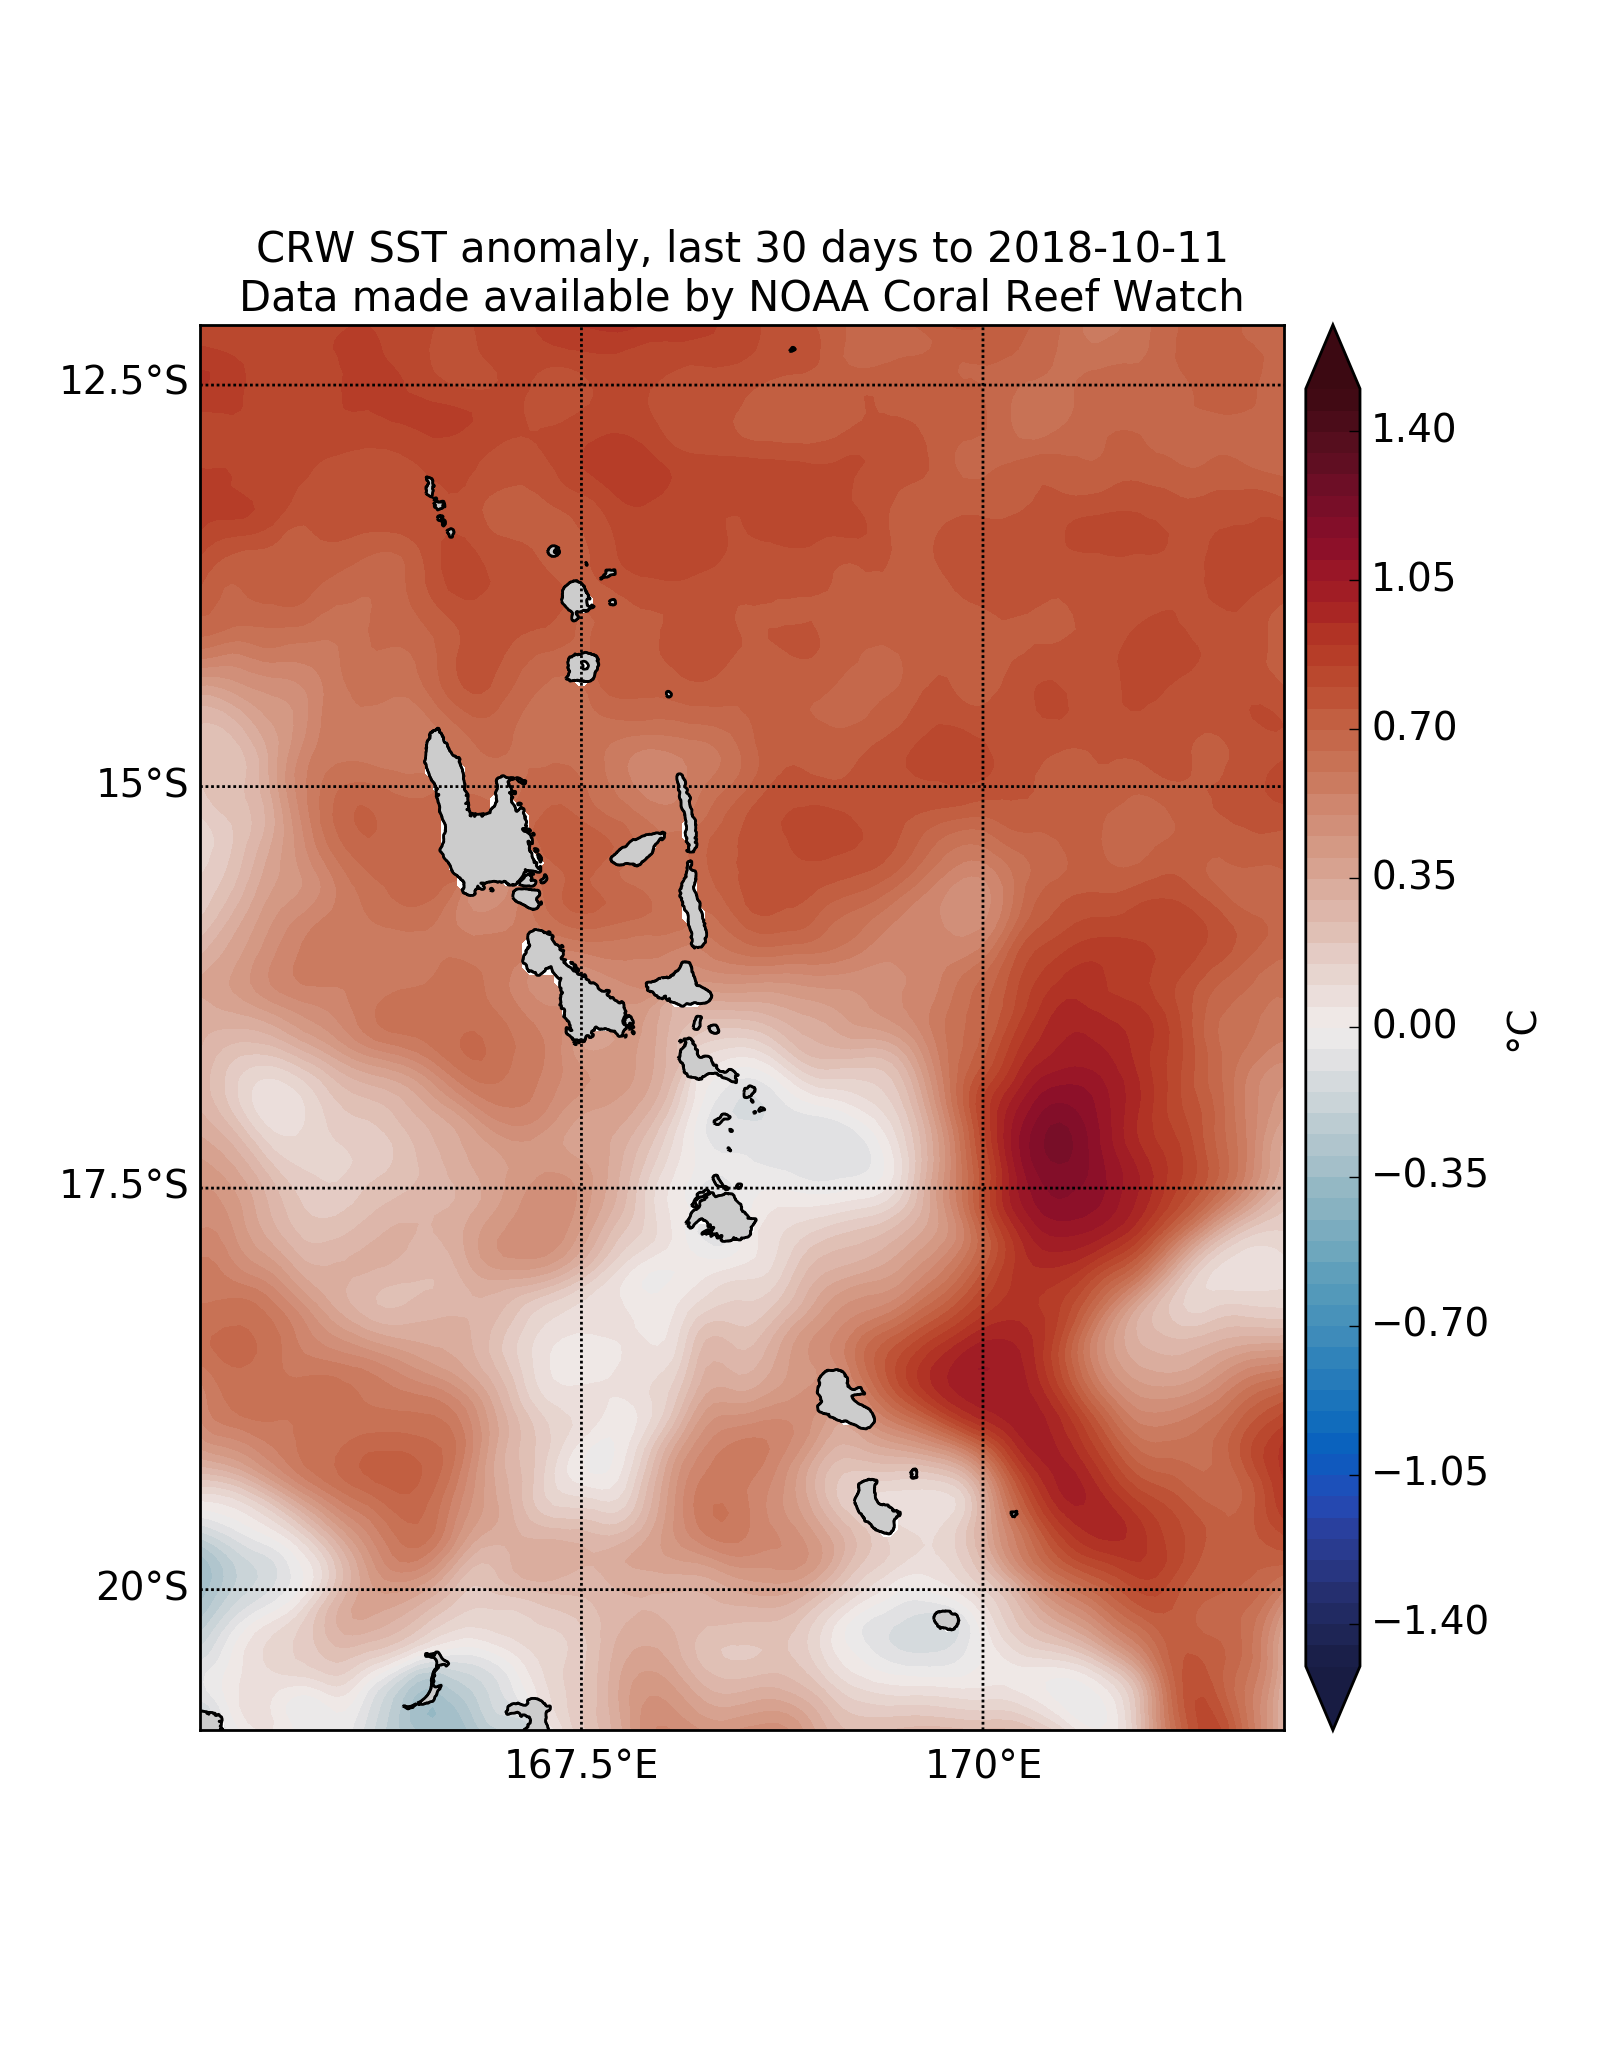 CRW SST anomaly, last 30 days to 2018-10-11
Data made available by NOAA Coral Reef Watch
12.5°S
15°S
17.5°S
20°S
167.5°E
170°E
1.40
1.05
0.70
0.35
0.00
−0.35
−0.70
−1.05
−1.40
°C